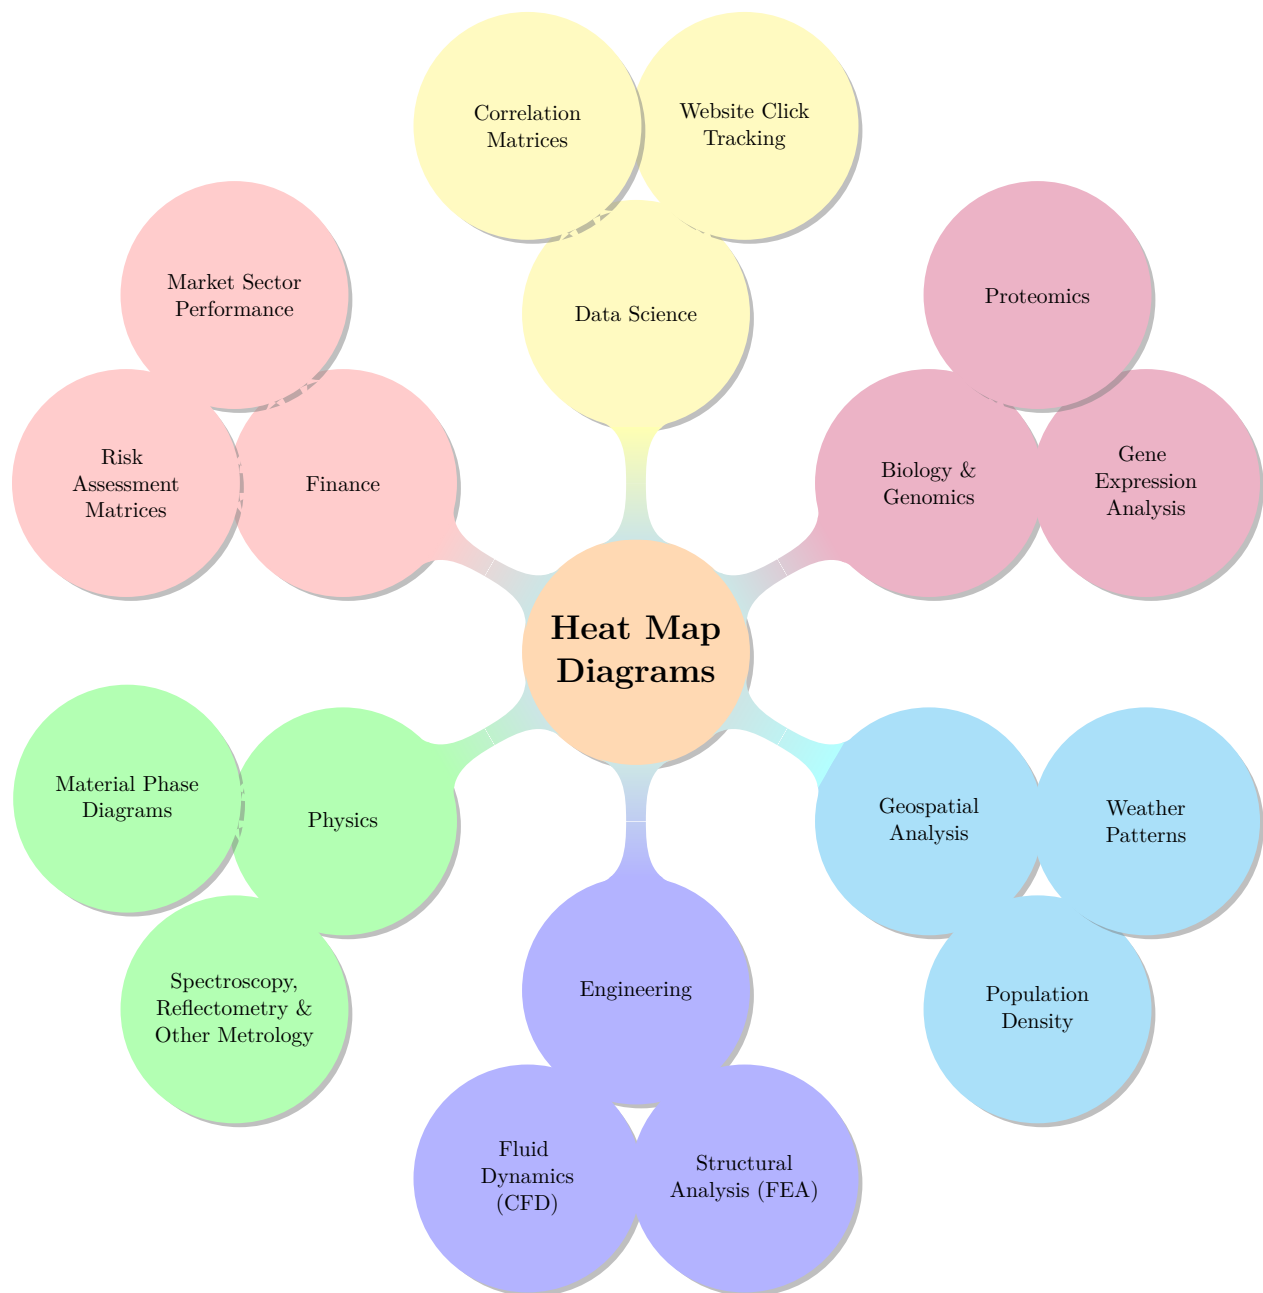 Correlation
Matrices
Website Click
Tracking
Data Science
Market Sector
Performance
Risk
Assessment
Matrices
Finance
Proteomics
Biology &
Genomics
Gene
Expression
Analysis
Heat Map
Diagrams
Material Phase
Diagrams
Physics
Spectroscopy,
Reflectometry &
Other Metrology
Geospatial
Analysis
Weather
Patterns
Population
Density
Engineering
Fluid
Dynamics
(CFD)
Structural
Analysis (FEA)